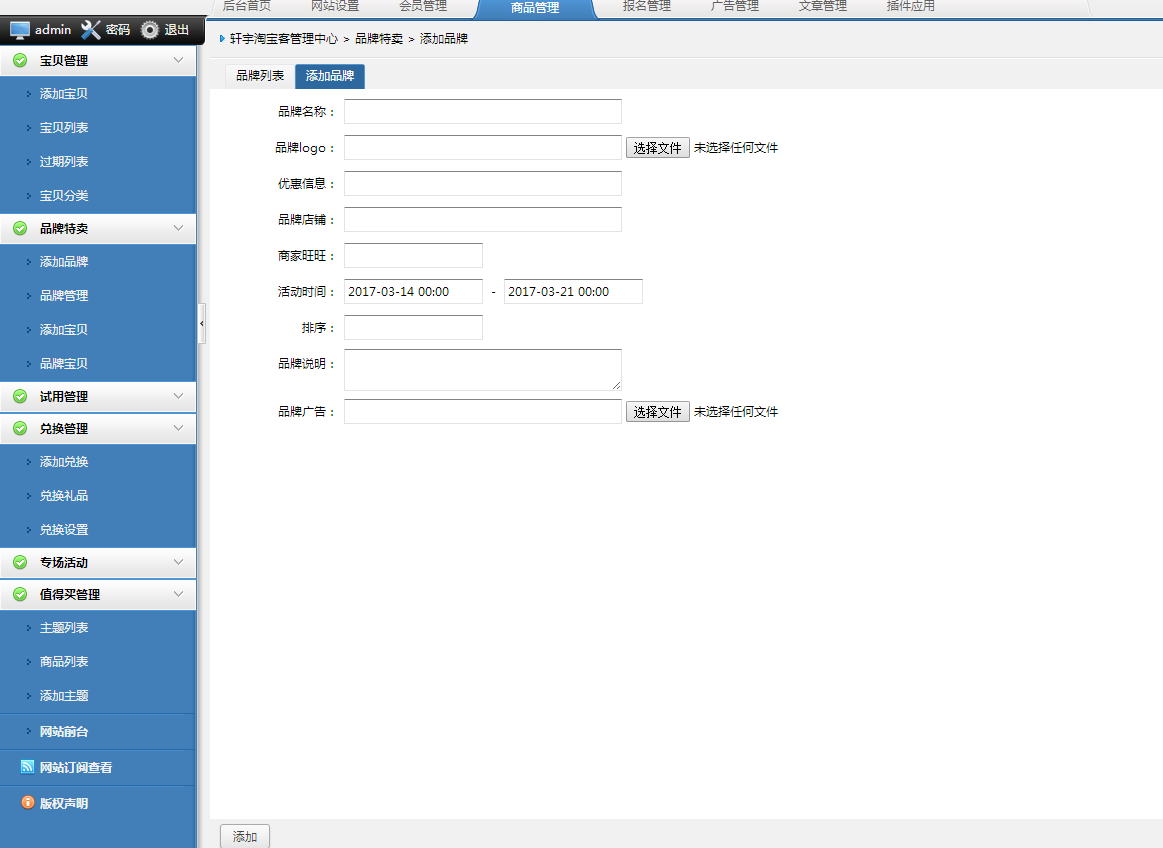 后台首页 网站设置 会员管理 商品管理 报名管理 广告管理 文章管理 插件应用
admin 密码 退出
轩宇淘宝客管理中心 > 品牌特卖 > 添加品牌
宝贝管理
添加宝贝
宝贝列表
过期列表
宝贝分类
品牌特卖
添加品牌
品牌管理
添加宝贝
品牌宝贝
试用管理
兑换管理
添加兑换
兑换礼品
兑换设置
专场活动
值得买管理
主题列表
商品列表
添加主题
网站前台
网站订阅查看
版权声明
品牌列表 添加品牌
品牌名称：
品牌logo： 选择文件 未选择任何文件
优惠信息：
品牌店铺：
商家旺旺：
活动时间： 2017-03-14 00:00 - 2017-03-21 00:00
排序：
品牌说明：
品牌广告： 选择文件 未选择任何文件
添加